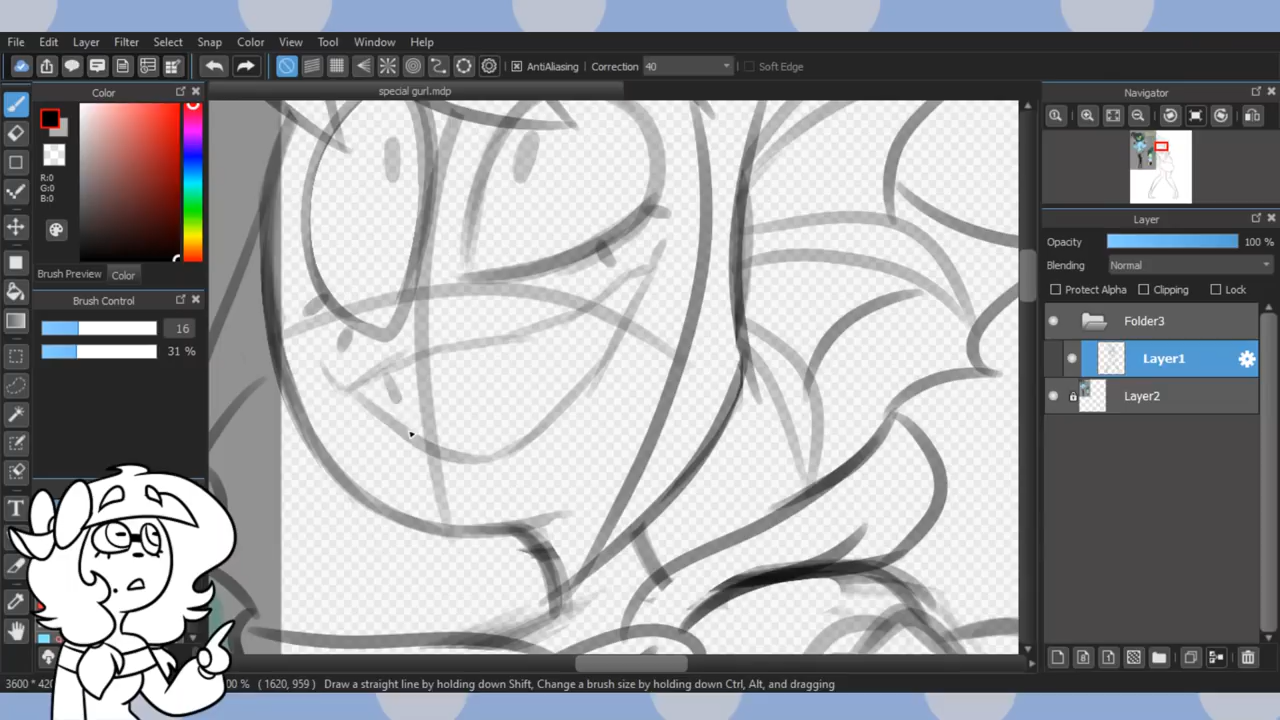 File Edit Layer Filter Select Snap Color View Tool Window Help
AntiAliasing Correction 40 Soft Edge
Color
special gurl.mdp
Navigator
R:0
G:0
B:0
Brush Preview Color
Brush Control
16
31 %
Layer
Opacity 100 %
Blending Normal
Protect Alpha Clipping Lock
Folder3
Layer1
Layer2
T
% ( 1620, 959 ) Draw a straight line by holding down Shift, Change a brush size by holding down Ctrl, Alt, and dragging